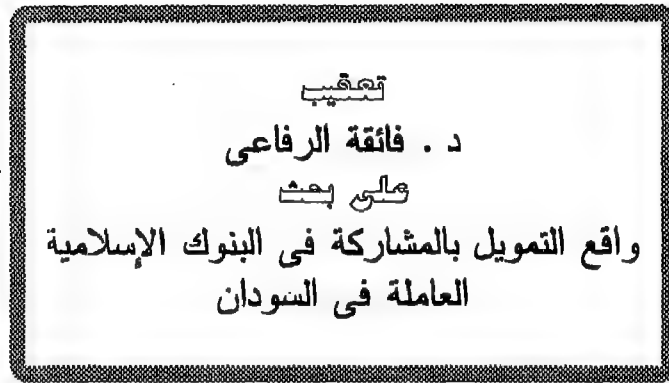 تعقيب
د . فائقة الرفاعى
على بحث
واقع التمويل بالمشاركة فى البنوك الإسلامية
العاملة فى السودان